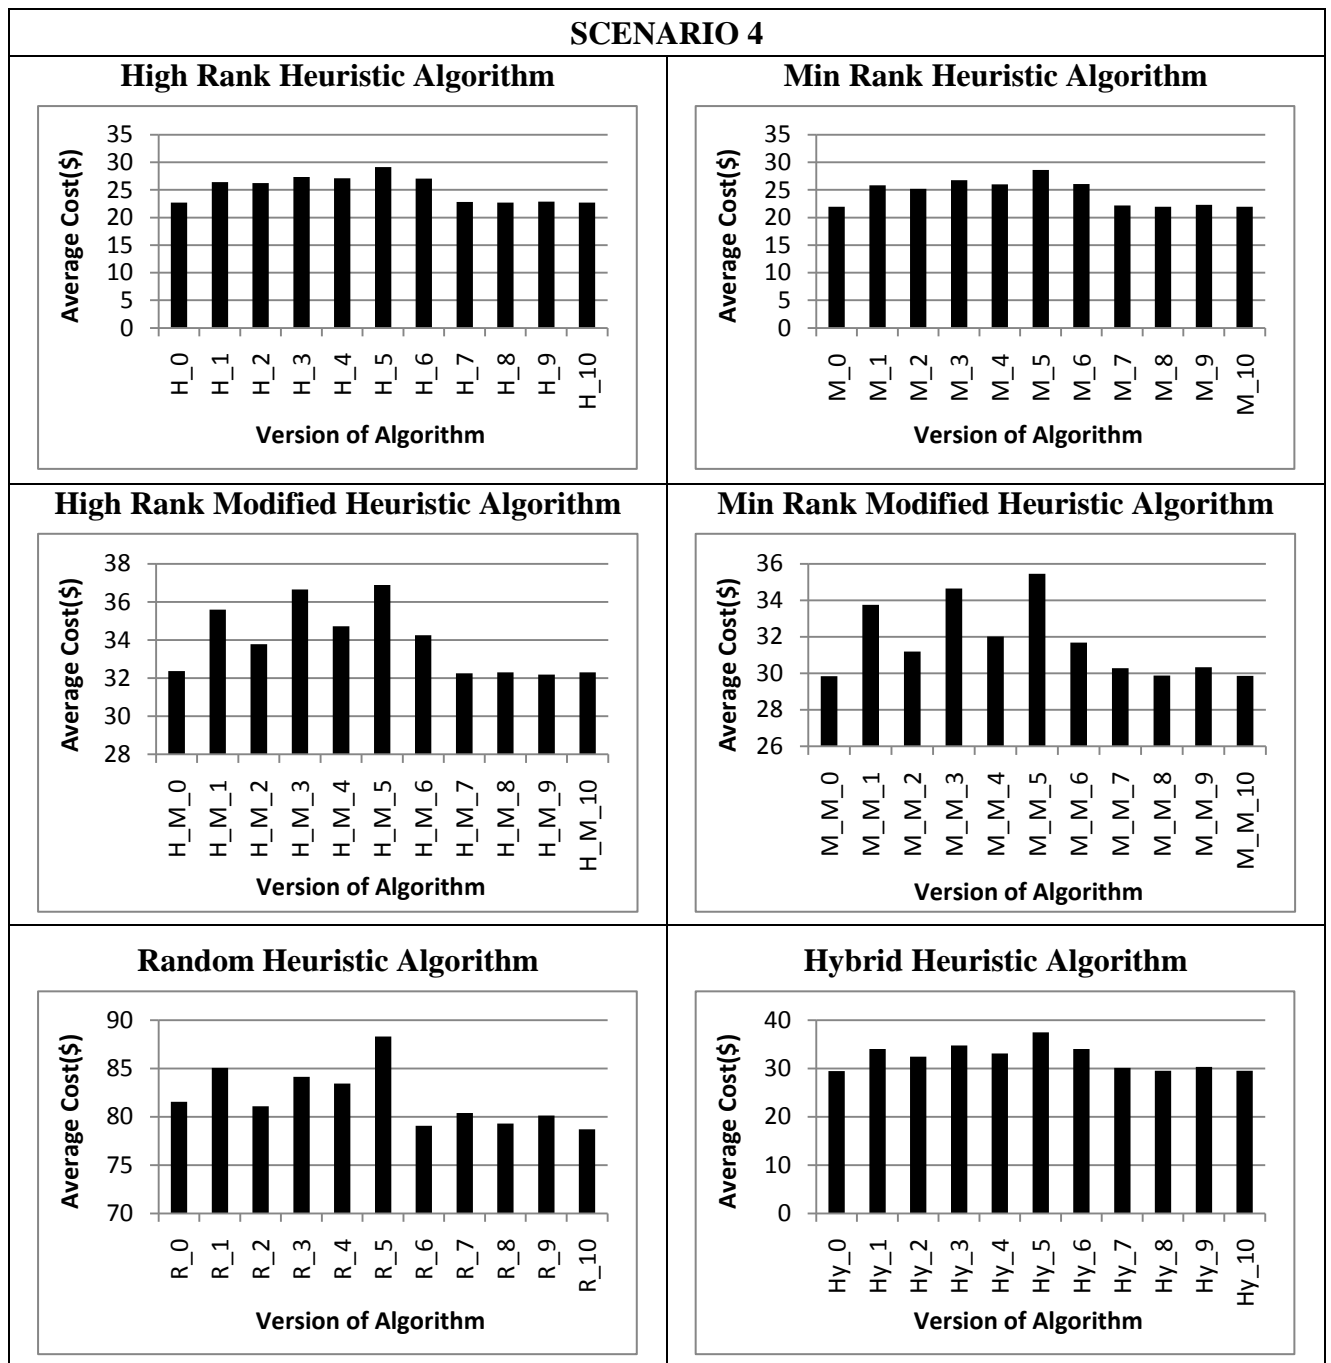 SCENARIO 4
High Rank Heuristic Algorithm
Average Cost($)
35
30
25
20
15
10
5
0
H_0
H_1
H_2
H_3
H_4
H_5
H_6
H_7
H_8
H_9
H_10
Version of Algorithm
Min Rank Heuristic Algorithm
Average Cost($)
35
30
25
20
15
10
5
0
M_0
M_1
M_2
M_3
M_4
M_5
M_6
M_7
M_8
M_9
M_10
Version of Algorithm
High Rank Modified Heuristic Algorithm
Average Cost($)
38
36
34
32
30
28
H_M_0
H_M_1
H_M_2
H_M_3
H_M_4
H_M_5
H_M_6
H_M_7
H_M_8
H_M_9
H_M_10
Version of Algorithm
Min Rank Modified Heuristic Algorithm
Average Cost($)
36
34
32
30
28
26
M_M_0
M_M_1
M_M_2
M_M_3
M_M_4
M_M_5
M_M_6
M_M_7
M_M_8
M_M_9
M_M_10
Version of Algorithm
Random Heuristic Algorithm
Average Cost($)
90
85
80
75
70
R_0
R_1
R_2
R_3
R_4
R_5
R_6
R_7
R_8
R_9
R_10
Version of Algorithm
Hybrid Heuristic Algorithm
Average Cost($)
40
30
20
10
0
Hy_0
Hy_1
Hy_2
Hy_3
Hy_4
Hy_5
Hy_6
Hy_7
Hy_8
Hy_9
Hy_10
Version of Algorithm